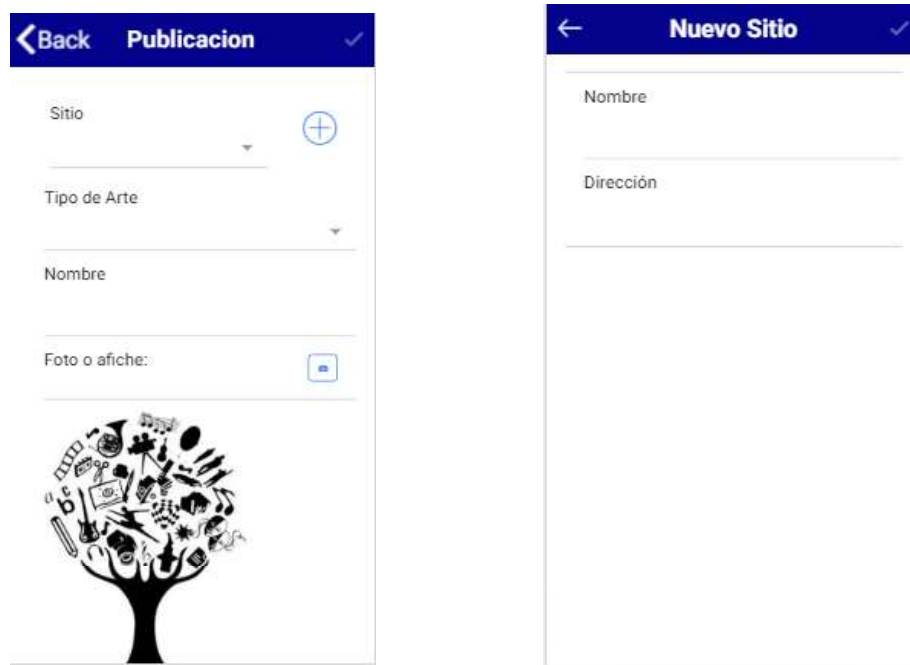 Back Publicacion
Sitio
Tipo de Arte
Nombre
Foto o afiche:
a b c
Nuevo Sitio
Nombre
Dirección